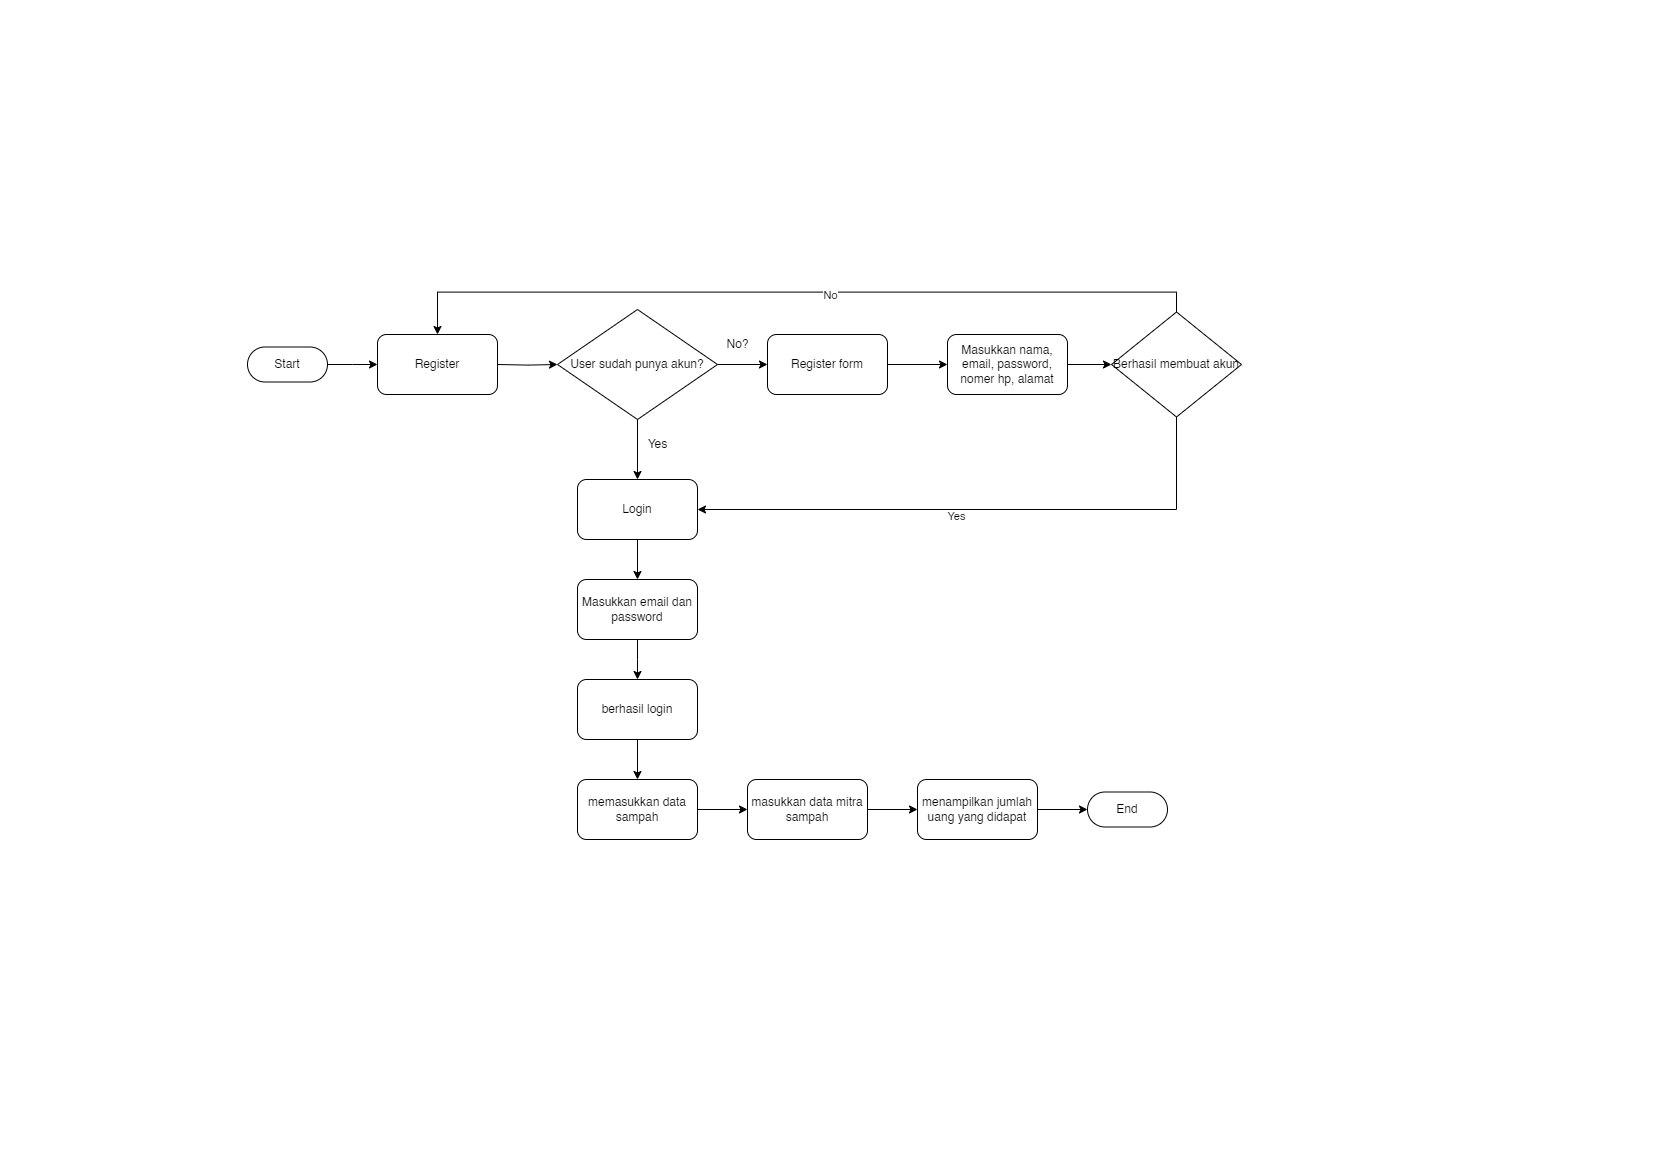 No
Start
Register
User sudah punya akun?
No?
Register form
Masukkan nama,
email, password,
nomer hp, alamat
Berhasil membuat akun
Yes
Login
Yes
Masukkan email dan
password
berhasil login
memasukkan data
sampah
masukkan data mitra
sampah
menampilkan jumlah
uang yang didapat
End